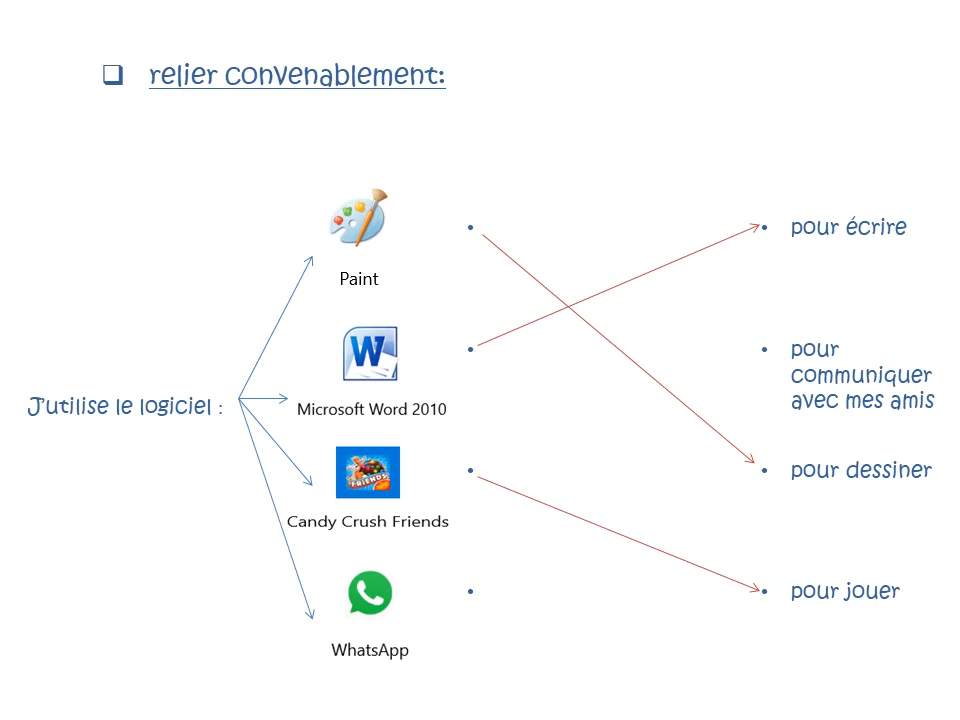 relier convenablement:
Paint
pour écrire
W
Microsoft Word 2010
pour
communiquer
avec mes amis
J'utilise le logiciel :
FRIENDS
Candy Crush Friends
pour dessiner
WhatsApp
pour jouer